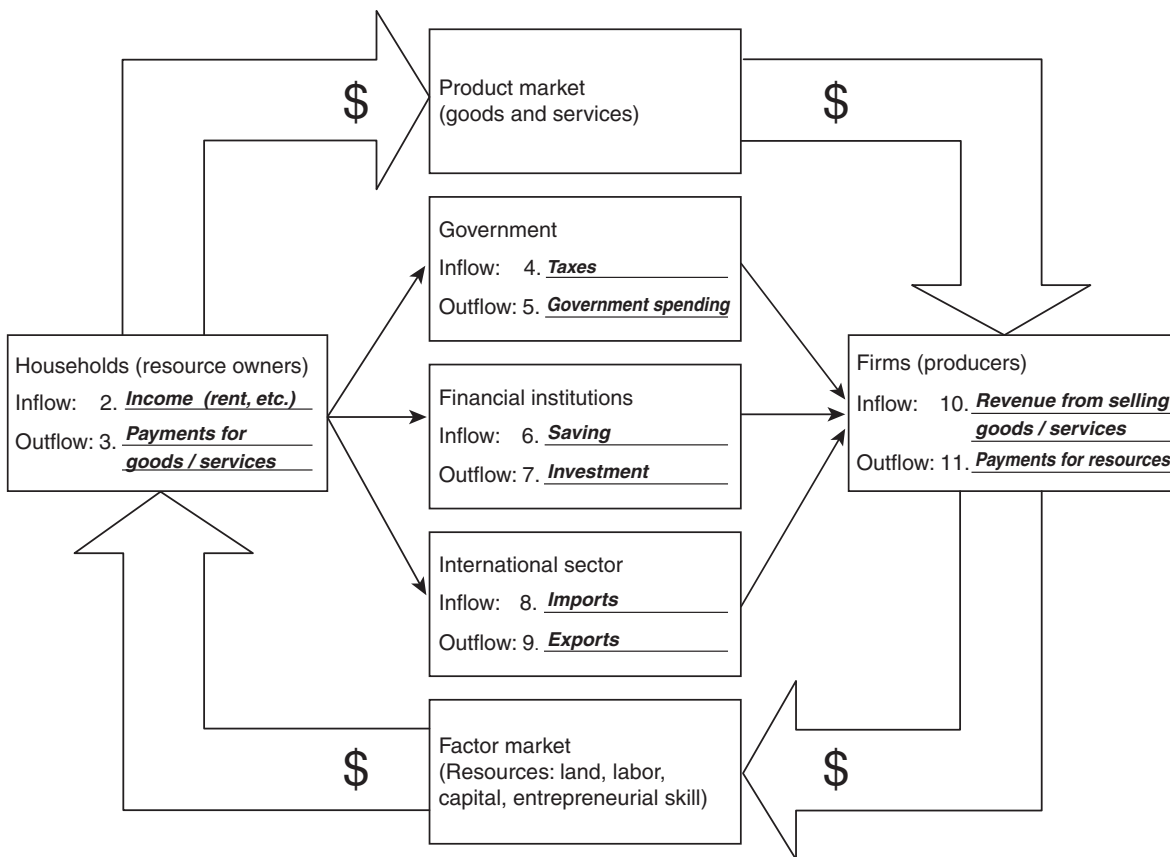 $
Product market
(goods and services)
$
Government
Inflow: 4. Taxes
Outflow: 5. Government spending
Households (resource owners)
Inflow: 2. Income (rent, etc.)
Outflow: 3. Payments for
goods / services
Financial institutions
Inflow: 6. Saving
Outflow: 7. Investment
Firms (producers)
Inflow: 10. Revenue from selling
goods / services
Outflow: 11. Payments for resources
International sector
Inflow: 8. Imports
Outflow: 9. Exports
$
Factor market
(Resources: land, labor,
capital, entrepreneurial skill)
$